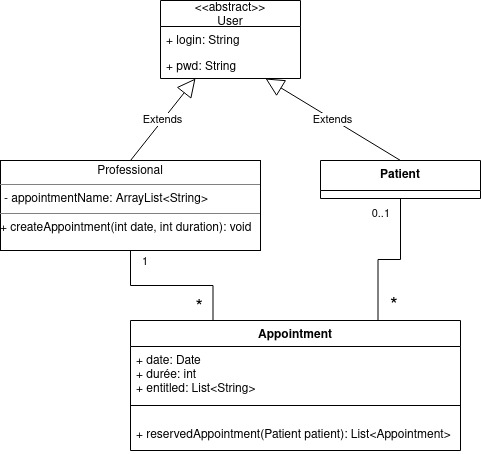 <<abstract>>
User
+ login: String
+ pwd: String
Extends
Extends
Professional
- appointmentName: ArrayList<String>
+ createAppointment(int date, int duration): void
Patient
0..1
1
*
*
Appointment
+ date: Date
+ durée: int
+ entitled: List<String>
+ reservedAppointment(Patient patient): List<Appointment>